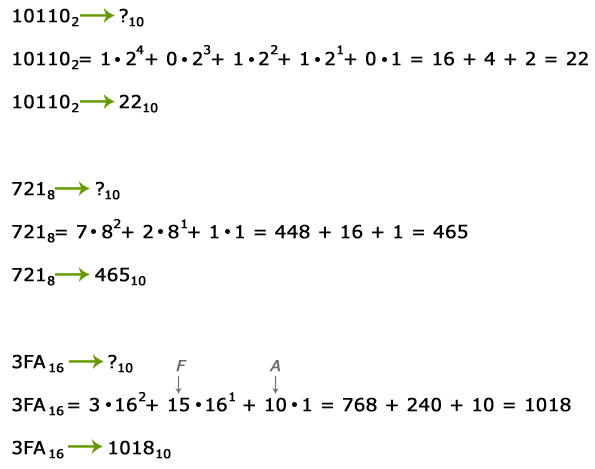 10110₂ → ?₁₀
10110₂= 1•2⁴+ 0•2³+ 1•2²+ 1•2¹+ 0•1 = 16 + 4 + 2 = 22
10110₂ → 22₁₀
721₈ → ?₁₀
721₈= 7•8²+ 2•8¹+ 1•1 = 448 + 16 + 1 = 465
721₈ → 465₁₀
3FA₁₆ → ?₁₀
F A
3FA₁₆= 3•16²+ 15•16¹ + 10•1 = 768 + 240 + 10 = 1018
3FA₁₆ → 1018₁₀